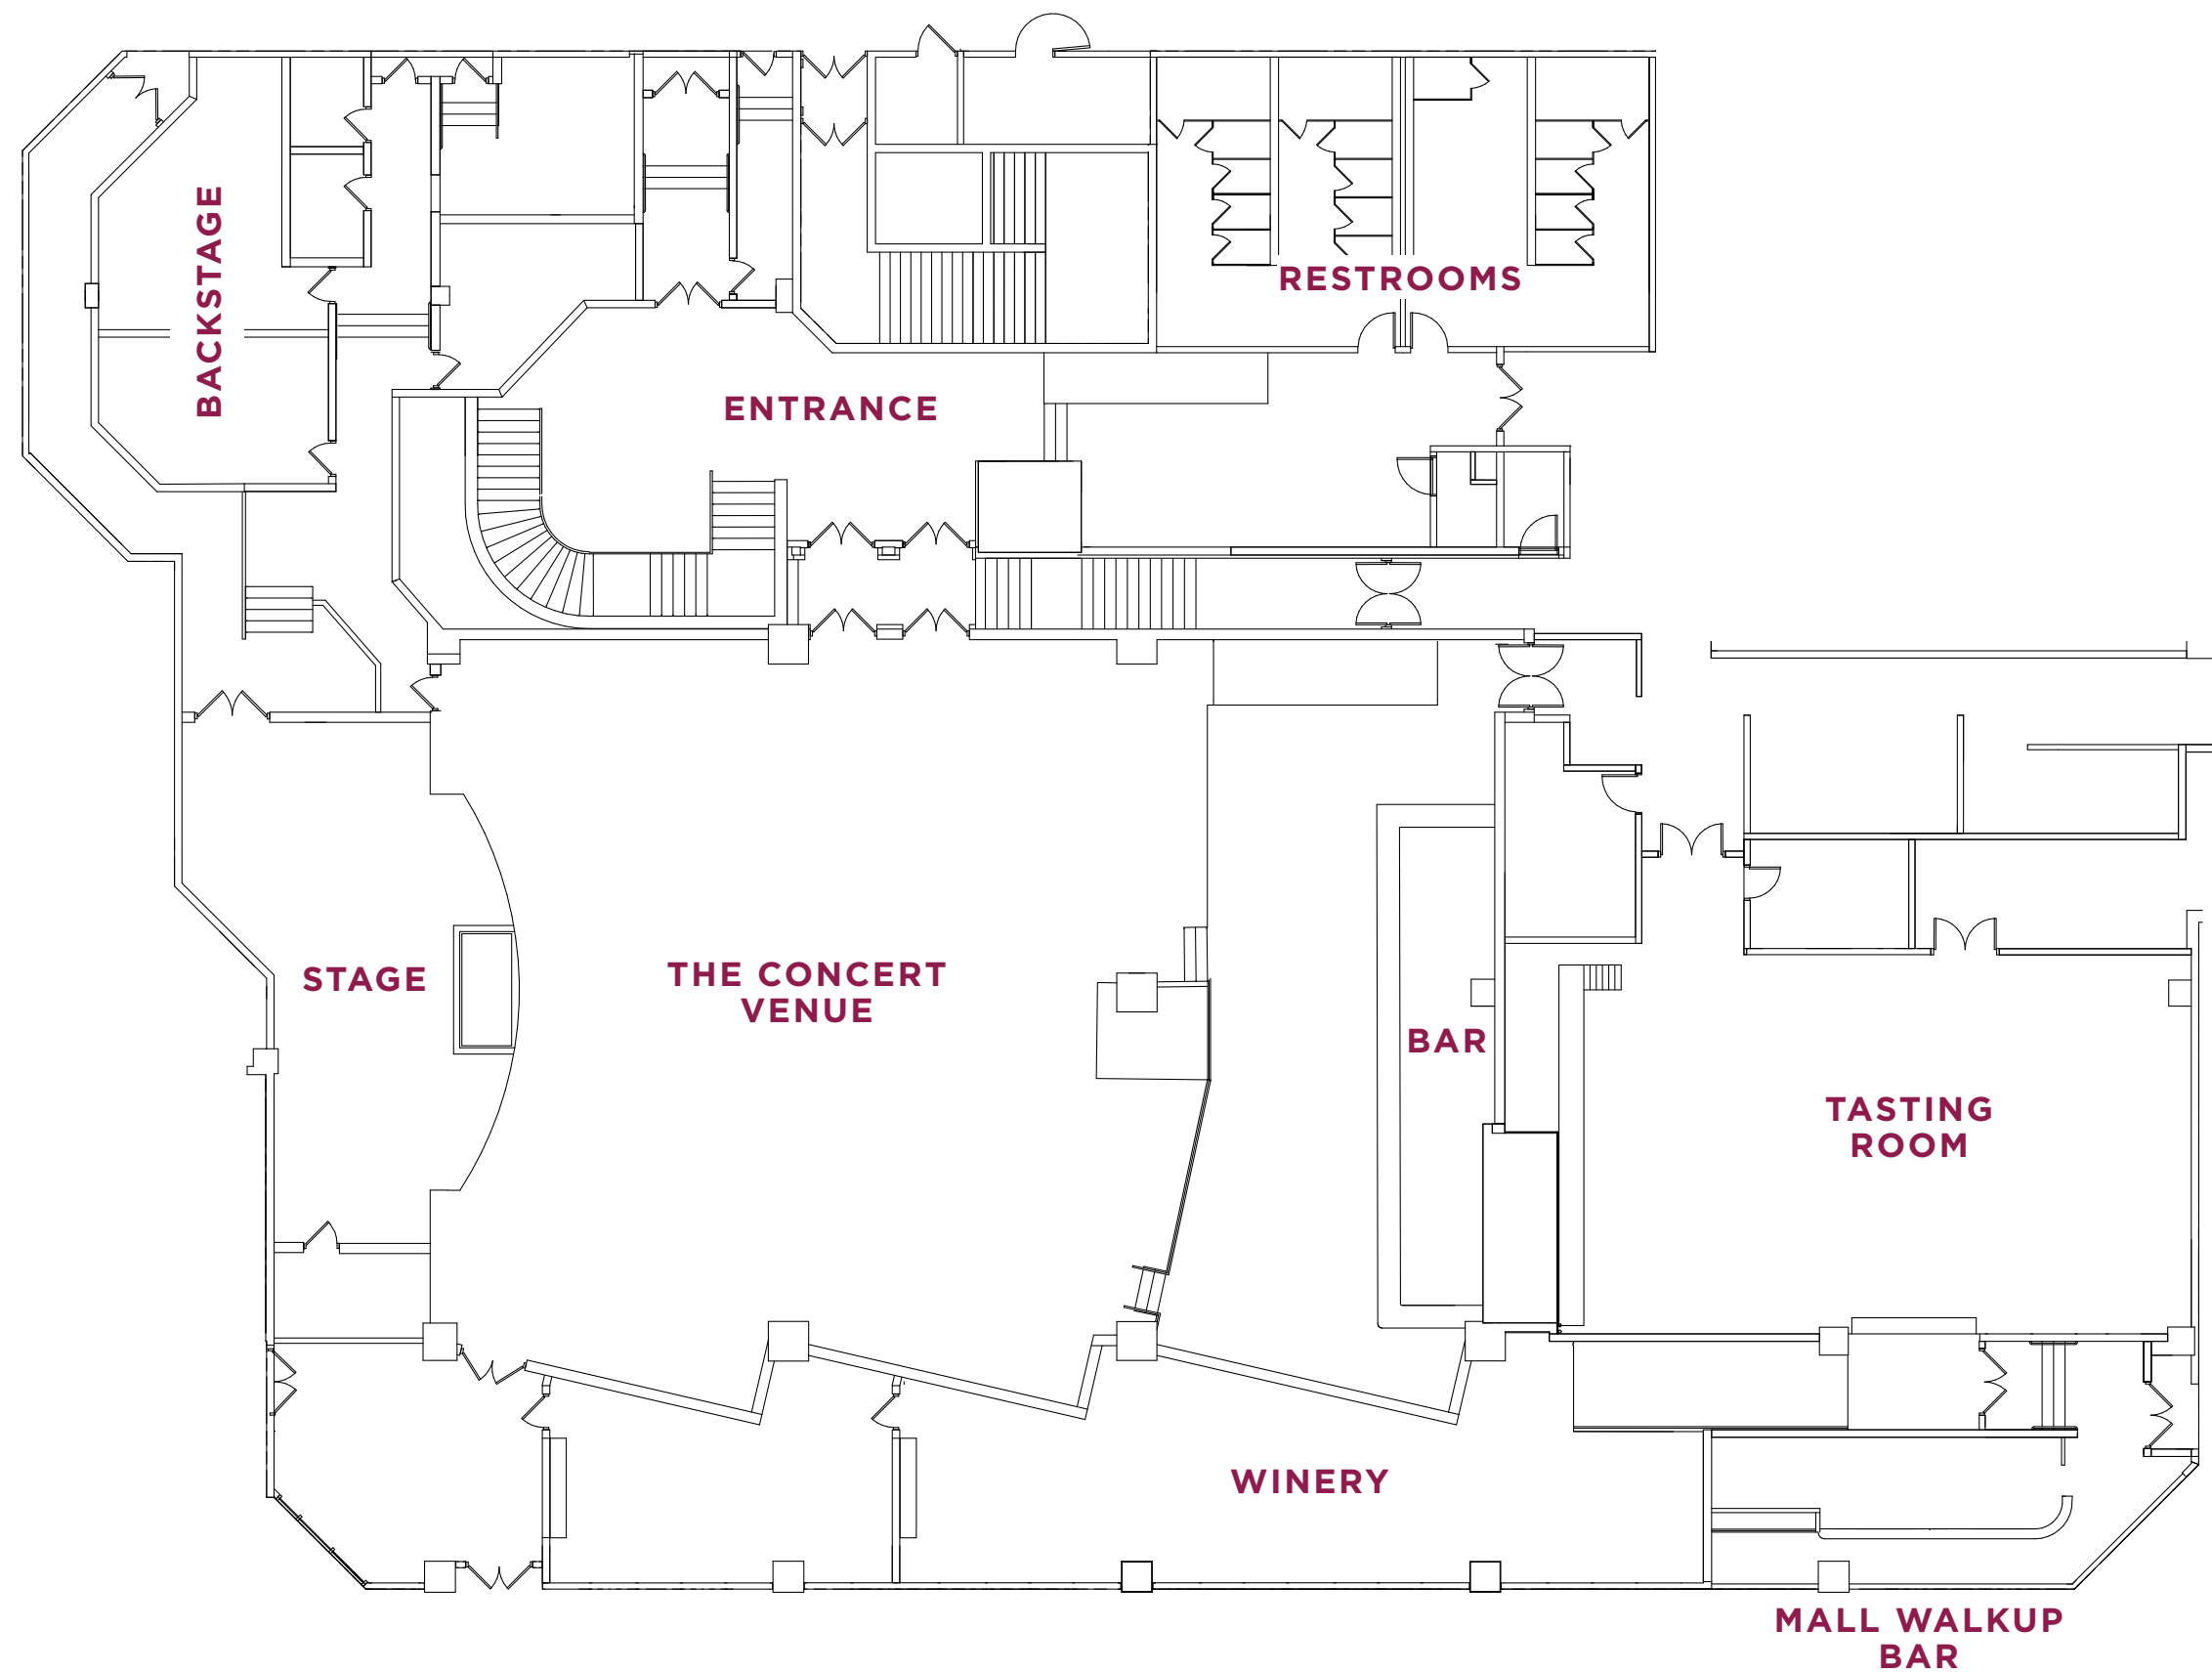 BACKSTAGE
RESTROOMS
ENTRANCE
STAGE
THE CONCERT
VENUE
BAR
TASTING
ROOM
WINERY
MALL WALKUP
BAR